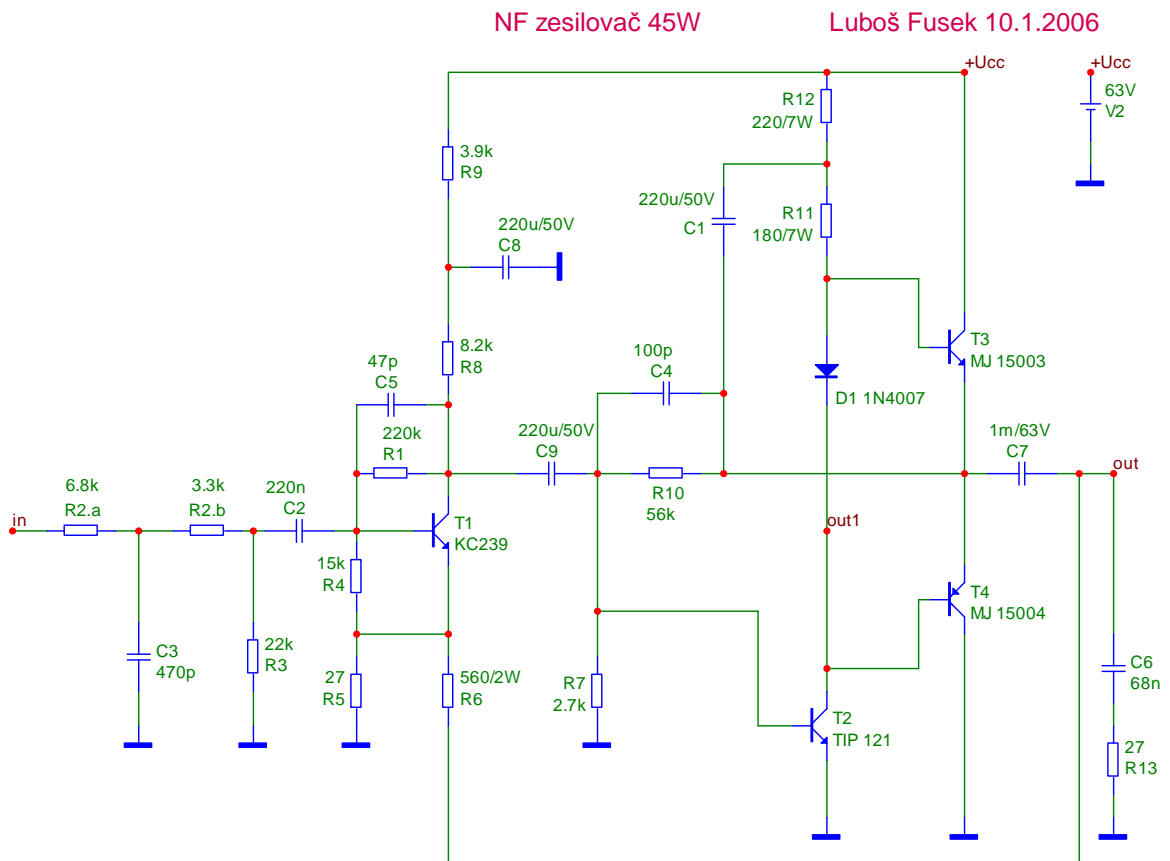 NF zesilovač 45W
Luboš Fusek 10.1.2006
+Ucc
+Ucc
R12
220/7W
63V
V2
3.9k
R9
220u/50V
C1
R11
180/7W
220u/50V
C8
8.2k
R8
T3
MJ 15003
47p
C5
100p
C4
D1 1N4007
220k
R1
220u/50V
C9
1m/63V
C7
out
R10
56k
6.8k
R2.a
3.3k
R2.b
220n
C2
in
T1
KC239
out1
15k
R4
T4
MJ 15004
C3
470p
22k
R3
27
R5
560/2W
R6
R7
2.7k
C6
68n
T2
TIP 121
27
R13